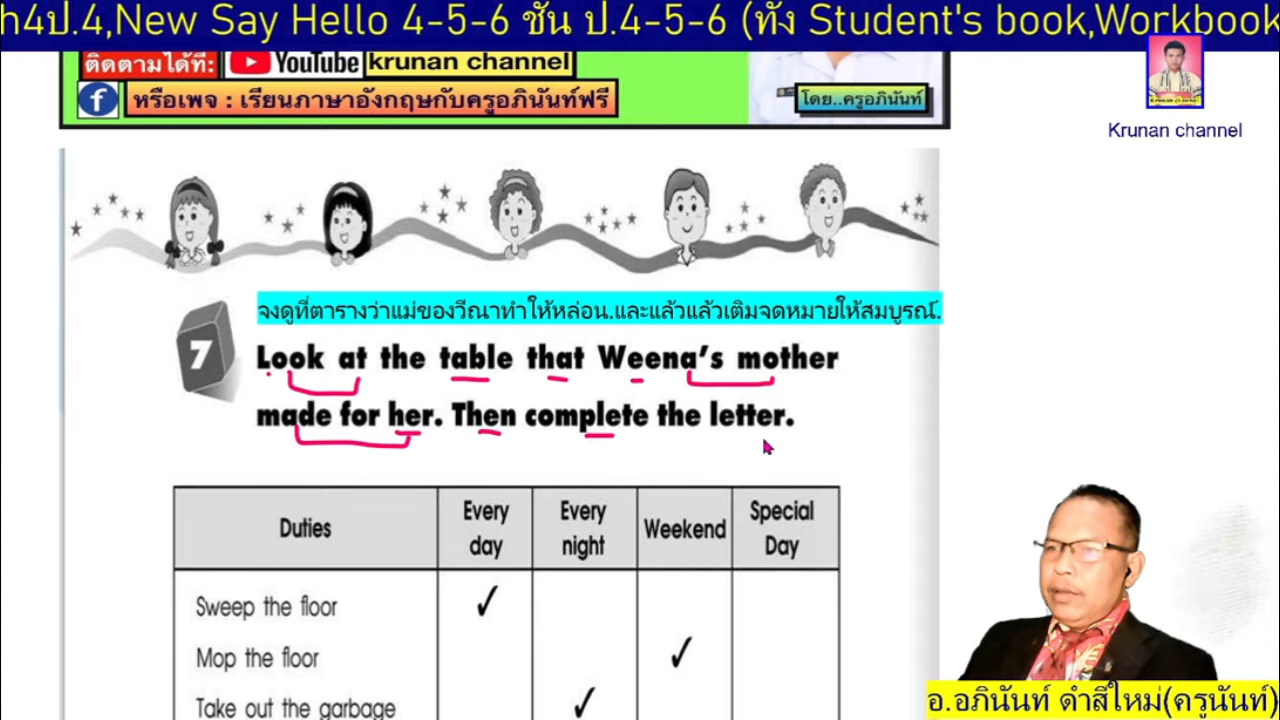 h4ป.4,New Say Hello 4-5-6 ชั้น ป.4-5-6 (ทั้ง Student's book,Workbook
ติดตามได้ที่: YouTube krunan channel
หรือเพจ : เรียนภาษาอังกฤษกับครูอภินันท์ฟรี
โดย..ครูอภินันท์
Krunan channel
จงดูที่ตารางว่าแม่ของวีณาทำให้หล่อน.และแล้วแล้วเติมจดหมายให้สมบูรณ์.
7 Look at the table that Weena's mother
made for her. Then complete the letter.
Duties Every day Every night Weekend Special Day
Sweep the floor ✓
Mop the floor ✓
Take out the garbage ✓
อ.อภินันท์ ดำสีใหม่(ครูนันท์)